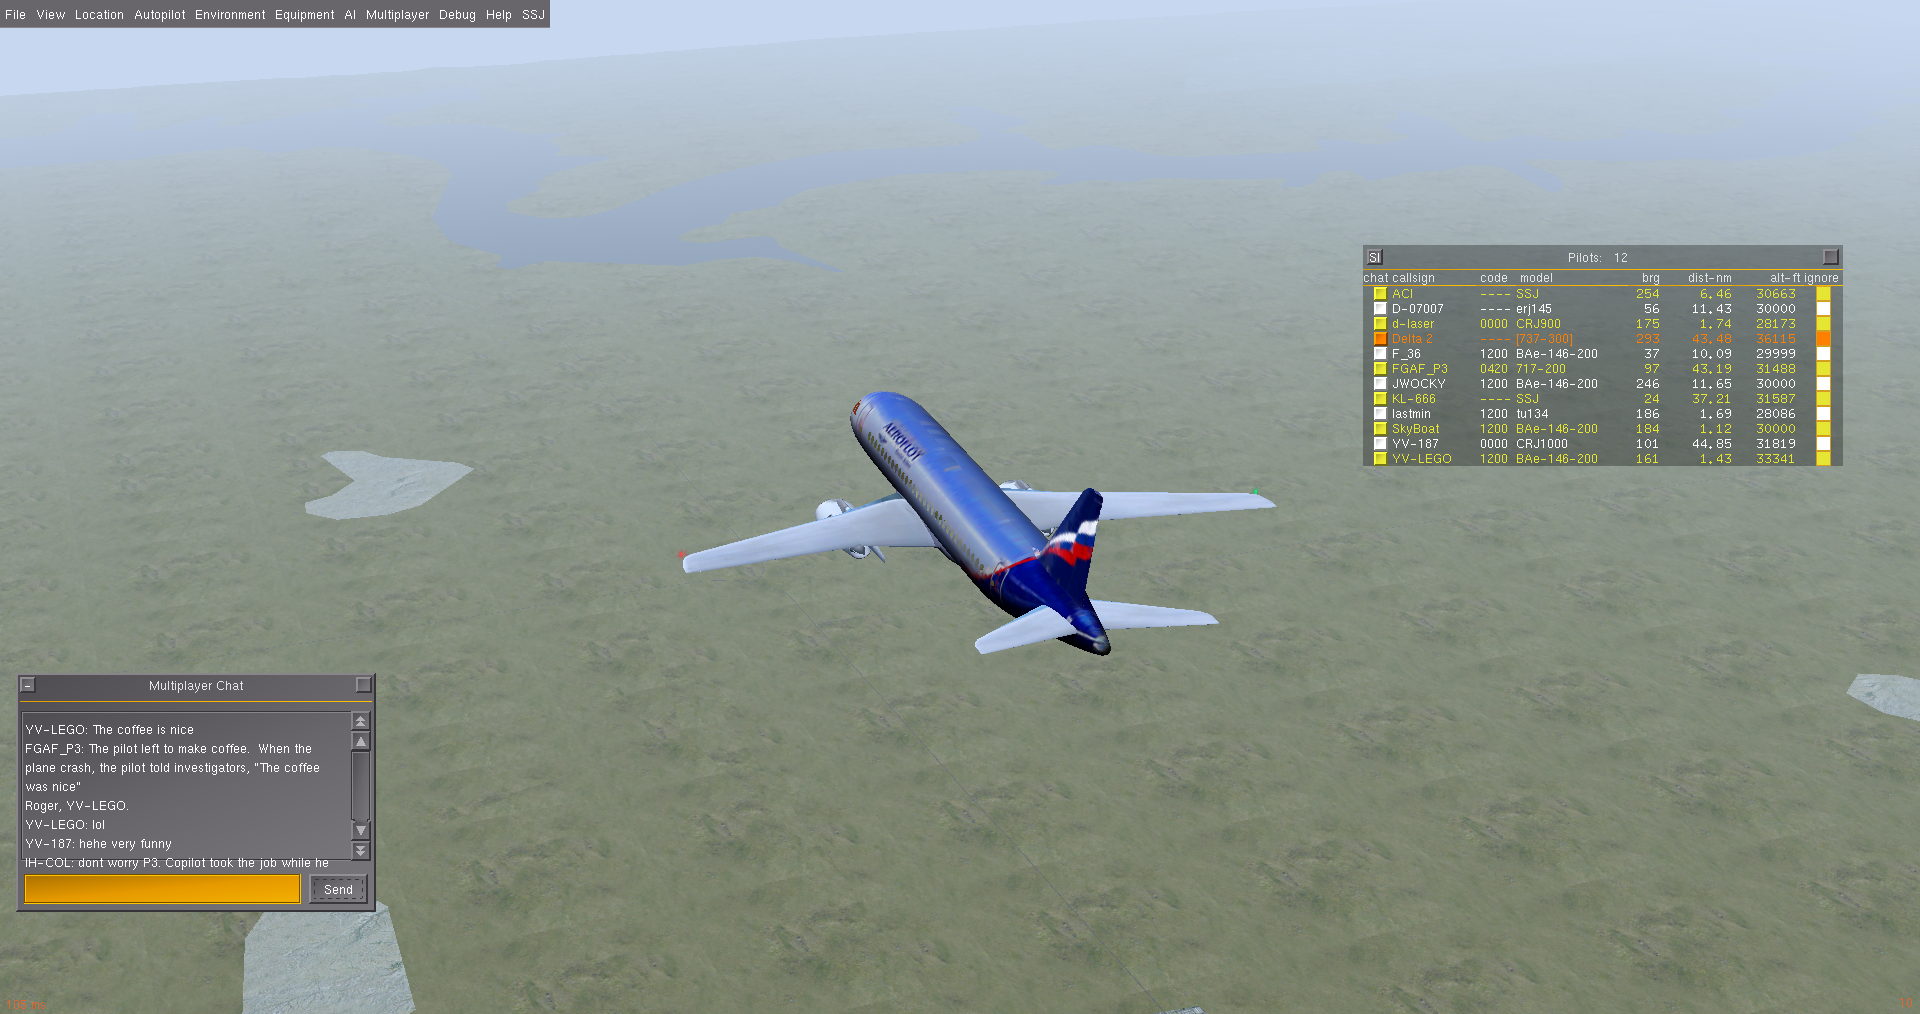 File View Location Autopilot Environment Equipment AI Multiplayer Debug Help SSJ
SI Pilots: 12
chat callsign code model brg dist-nm alt-ft ignore
ACI ---- SSJ 254 6.46 30663
D-07007 ---- erj145 56 11.43 30000
d-laser 0000 CRJ900 175 1.74 28173
Delta Z ---- [737-300] 293 43.48 36115
F_36 1200 BAe-146-200 37 10.09 29999
FGAF_P3 0420 717-200 97 43.19 31488
JWOCKY 1200 BAe-146-200 246 11.65 30000
KL-666 ---- SSJ 24 37.21 31587
lastmin 1200 tu134 186 1.69 28086
SkyBoat 1200 BAe-146-200 184 1.12 30000
YV-187 0000 CRJ1000 101 44.85 31819
YV-LEGO 1200 BAe-146-200 161 1.43 33341
AEROFLOT
Multiplayer Chat
YV-LEGO: The coffee is nice
FGAF_P3: The pilot left to make coffee. When the
plane crash, the pilot told investigators, "The coffee
was nice"
Roger, YV-LEGO.
YV-LEGO: lol
YV-187: hehe very funny
IH-COL: dont worry P3. Copilot took the job while he
Send